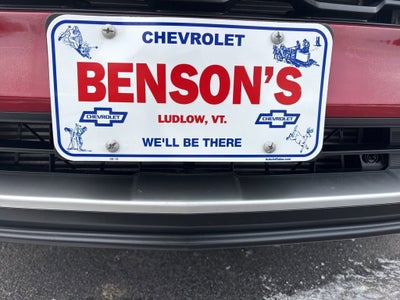 CHEVROLET
BENSON'S
CHEVROLET LUDLOW, VT. CHEVROLET
WE'LL BE THERE